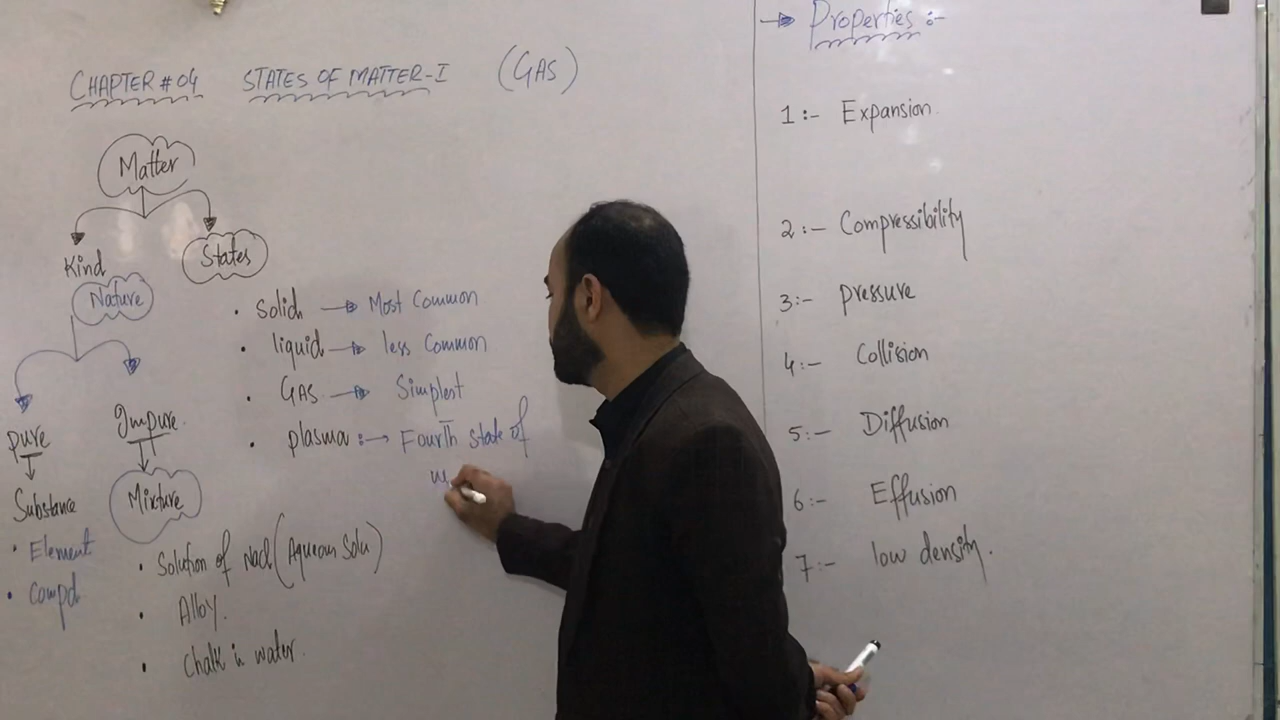 CHAPTER # 04 STATES OF MATTER-I (GAS)
Matter
Kind
States
Nature
• Solid → Most Common
• liquid → less Common
• GAS → Simplest
• plasma :→ Fourth state of
pure
Impure
Substance
Mixture
• Element
• Compd
• Solution of Nacl (Aqueous Solu)
• Alloy.
• Chalk in water.
→ Properties :-
1 :- Expansion.
2 :- Compressibility
3 :- pressure
4 :- Collision
5 :- Diffusion
6 :- Effusion
7 :- low density.